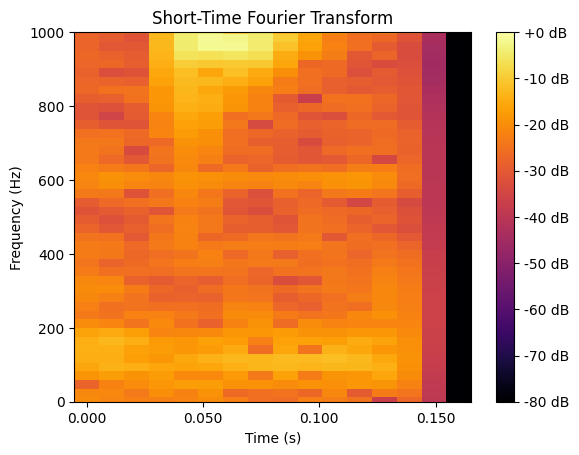 Short-Time Fourier Transform
Frequency (Hz)
1000
800
600
400
200
0
0.000
0.050
0.100
0.150
Time (s)
+0 dB
-10 dB
-20 dB
-30 dB
-40 dB
-50 dB
-60 dB
-70 dB
-80 dB